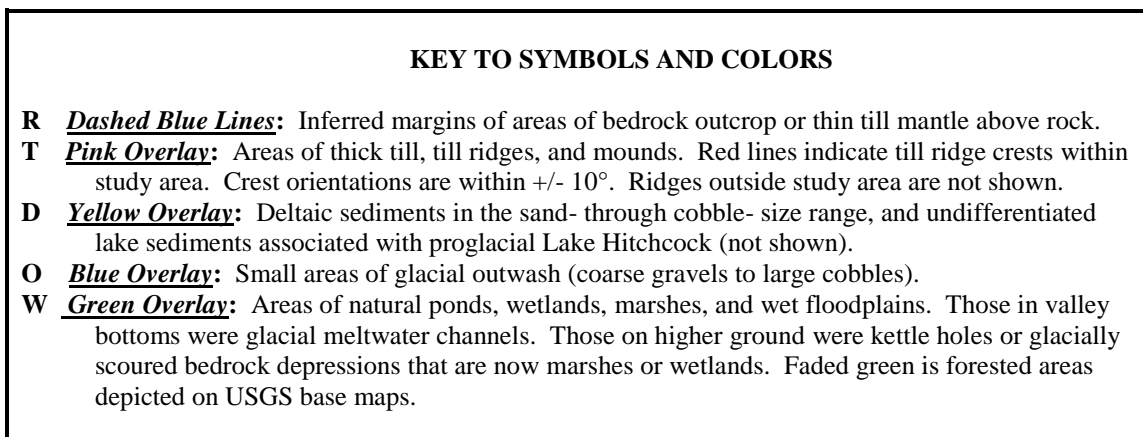 KEY TO SYMBOLS AND COLORS
R Dashed Blue Lines: Inferred margins of areas of bedrock outcrop or thin till mantle above rock.
T Pink Overlay: Areas of thick till, till ridges, and mounds. Red lines indicate till ridge crests within
study area. Crest orientations are within +/- 10°. Ridges outside study area are not shown.
D Yellow Overlay: Deltaic sediments in the sand- through cobble- size range, and undifferentiated
lake sediments associated with proglacial Lake Hitchcock (not shown).
O Blue Overlay: Small areas of glacial outwash (coarse gravels to large cobbles).
W Green Overlay: Areas of natural ponds, wetlands, marshes, and wet floodplains. Those in valley
bottoms were glacial meltwater channels. Those on higher ground were kettle holes or glacially
scoured bedrock depressions that are now marshes or wetlands. Faded green is forested areas
depicted on USGS base maps.